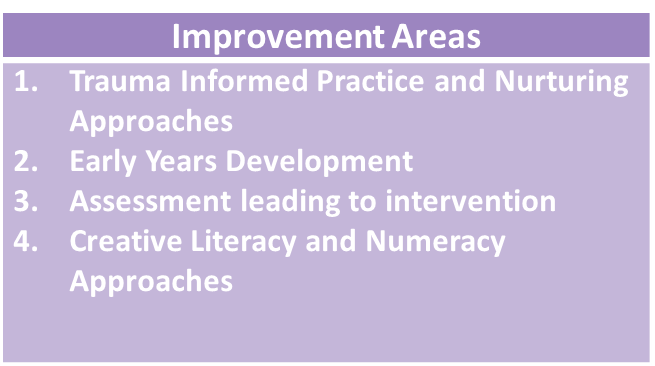 Improvement Areas
1. Trauma Informed Practice and Nurturing
Approaches
2. Early Years Development
3. Assessment leading to intervention
4. Creative Literacy and Numeracy
Approaches